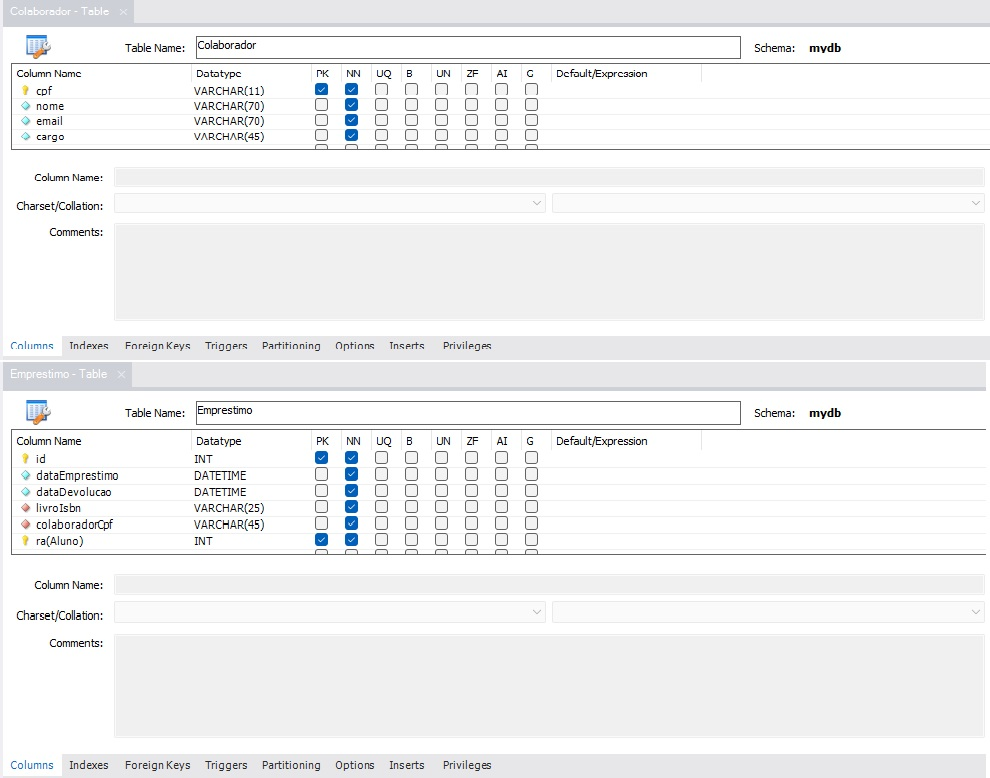 Colaborador - Table ×
Table Name: Colaborador Schema: mydb
Column Name Datatype PK NN UQ B UN ZF AI G Default/Expression
cpf VARCHAR(11)
nome VARCHAR(70)
email VARCHAR(70)
cargo VARCHAR(45)
Column Name:
Charset/Collation:
Comments:
Columns Indexes Foreign Keys Triggers Partitioning Options Inserts Privileges
Emprestimo - Table ×
Table Name: Emprestimo Schema: mydb
Column Name Datatype PK NN UQ B UN ZF AI G Default/Expression
id INT
dataEmprestimo DATETIME
dataDevolucao DATETIME
livroIsbn VARCHAR(25)
colaboradorCpf VARCHAR(45)
ra(Aluno) INT
Column Name:
Charset/Collation:
Comments:
Columns Indexes Foreign Keys Triggers Partitioning Options Inserts Privileges